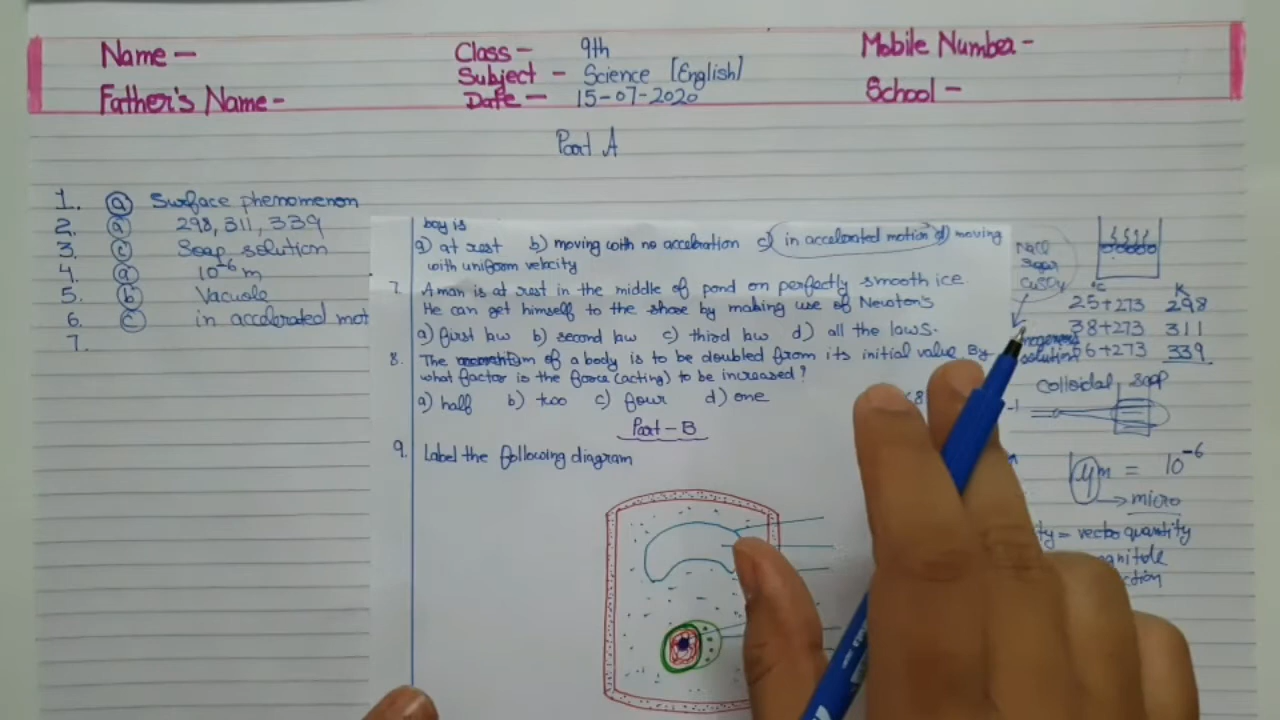 Name - Class - 9th Mobile Number -
Subject - Science [English]
Father's Name - Date - 15-07-2020 School -
Part A
1. a Surface phenomenon
2. a 298, 311, 339
3. c Soap solution
4. a 10-6 m
5. b Vacuole
6. c in accelerated mot
7.
boy is
a) at rest b) moving with no acceleration c) in accelerated motion d) moving
with uniform velocity
7. A man is at rest in the middle of pond on perfectly smooth ice.
He can get himself to the shore by making use of Newton's
a) first law b) second law c) third law d) all the laws.
8. The momentum of a body is to be doubled from its initial value By
what factor is the force (acting) to be increased?
a) half b) two c) four d) one
Part - B
9. Label the following diagram
NaCl
Sugar
CuSO4
°C K
25+273 298
38+273 311
6+273 339
solution
Colloidal soap
μm = 10-6
micro
ity = vector quantity
agnitude
ction